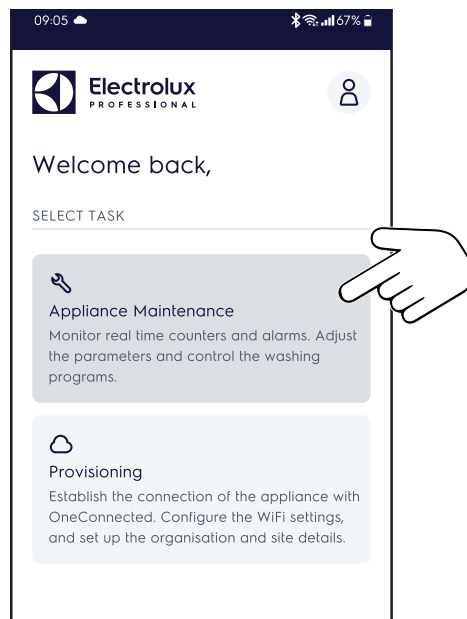 09:05 67%
Electrolux
PROFESSIONAL
Welcome back,
SELECT TASK
Appliance Maintenance
Monitor real time counters and alarms. Adjust
the parameters and control the washing
programs.
Provisioning
Establish the connection of the appliance with
OneConnected. Configure the WiFi settings,
and set up the organisation and site details.